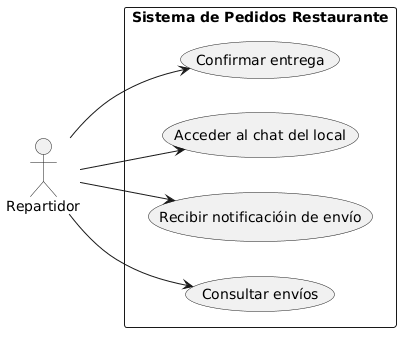 Sistema de Pedidos Restaurante
Confirmar entrega
Acceder al chat del local
Repartidor
Recibir notificacióin de envío
Consultar envíos